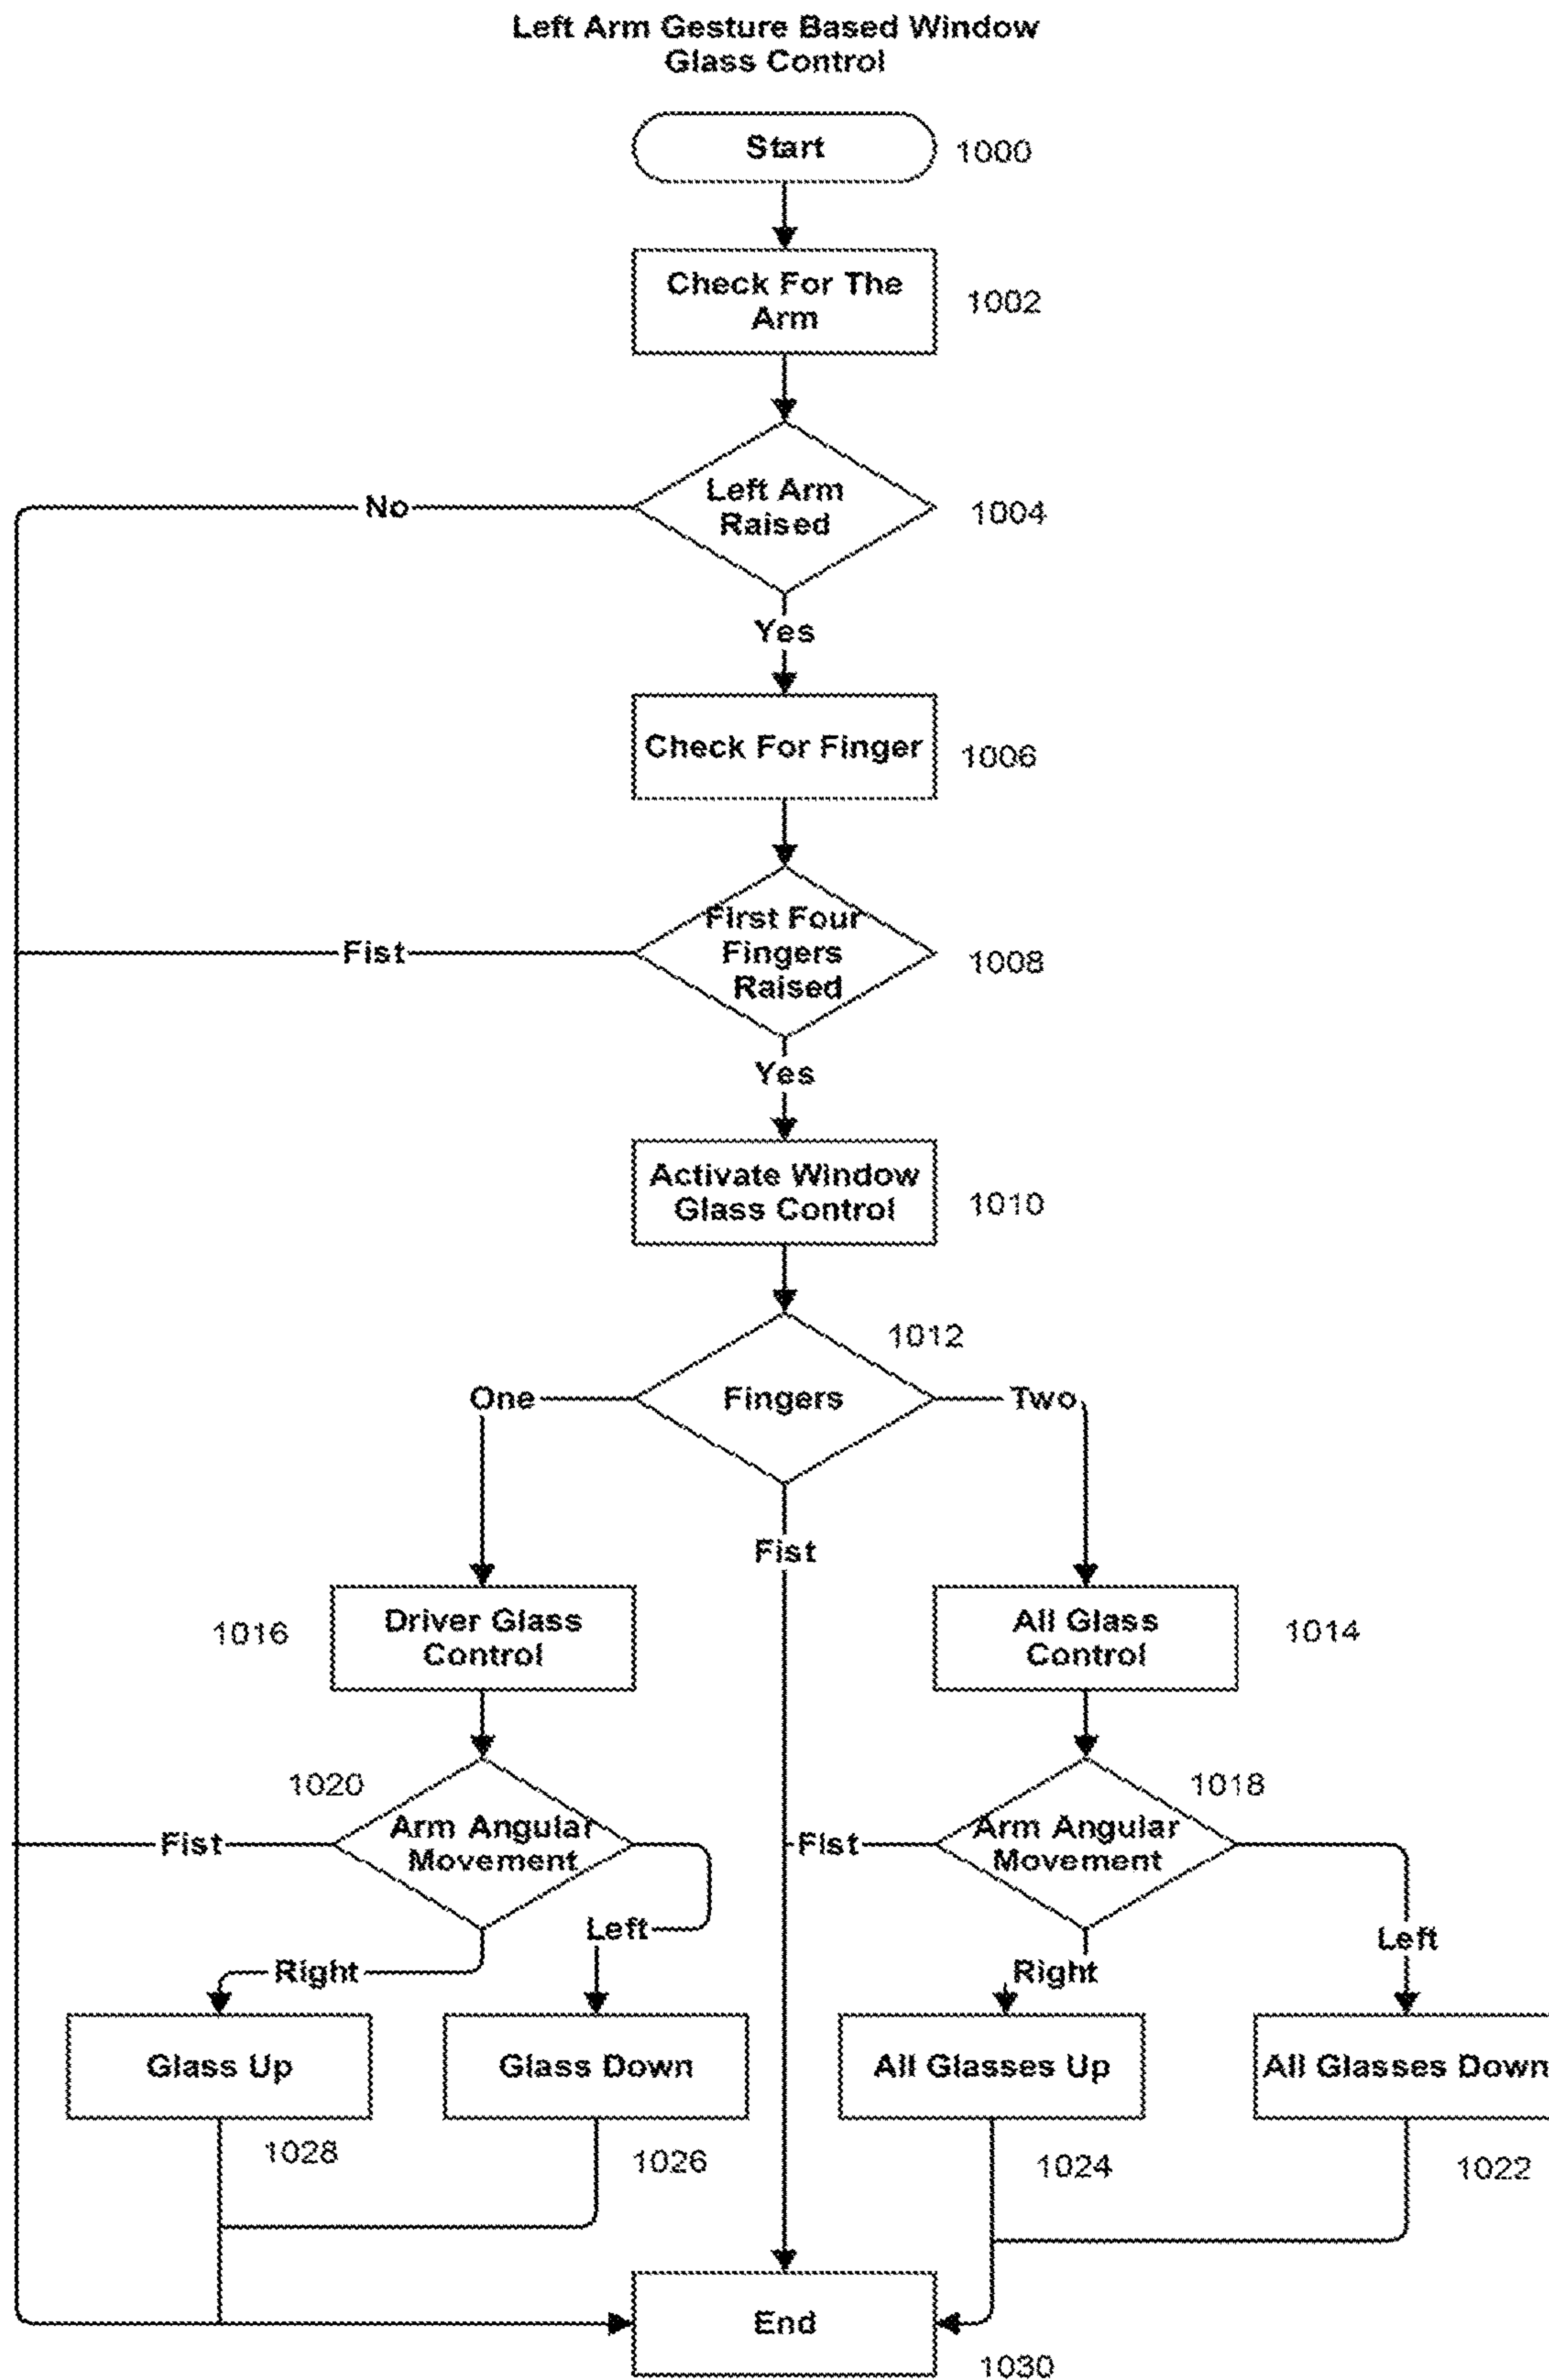 Left Arm Gesture Based Window
Glass Control
Start
1000
Check For The
Arm
1002
Left Arm
Raised
1004
No
Yes
Check For Finger
1006
First Four
Fingers
Raised
1008
Fist
Yes
Activate Window
Glass Control
1010
1012
One
Fingers
Two
Fist
1016
Driver Glass
Control
All Glass
Control
1014
1020
1018
Fist
Arm Angular
Movement
Fist
Arm Angular
Movement
Left
Left
Right
Right
Glass Up
Glass Down
All Glasses Up
All Glasses Down
1028
1026
1024
1022
End
1030